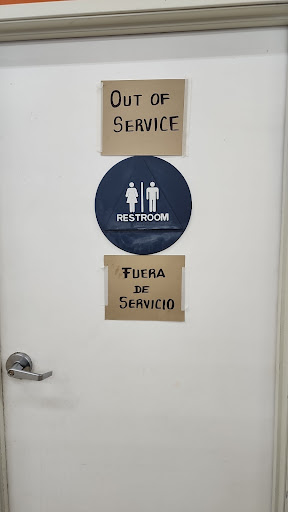 OUT OF
SERVICE
RESTROOM
FUERA
DE
SERVICIO